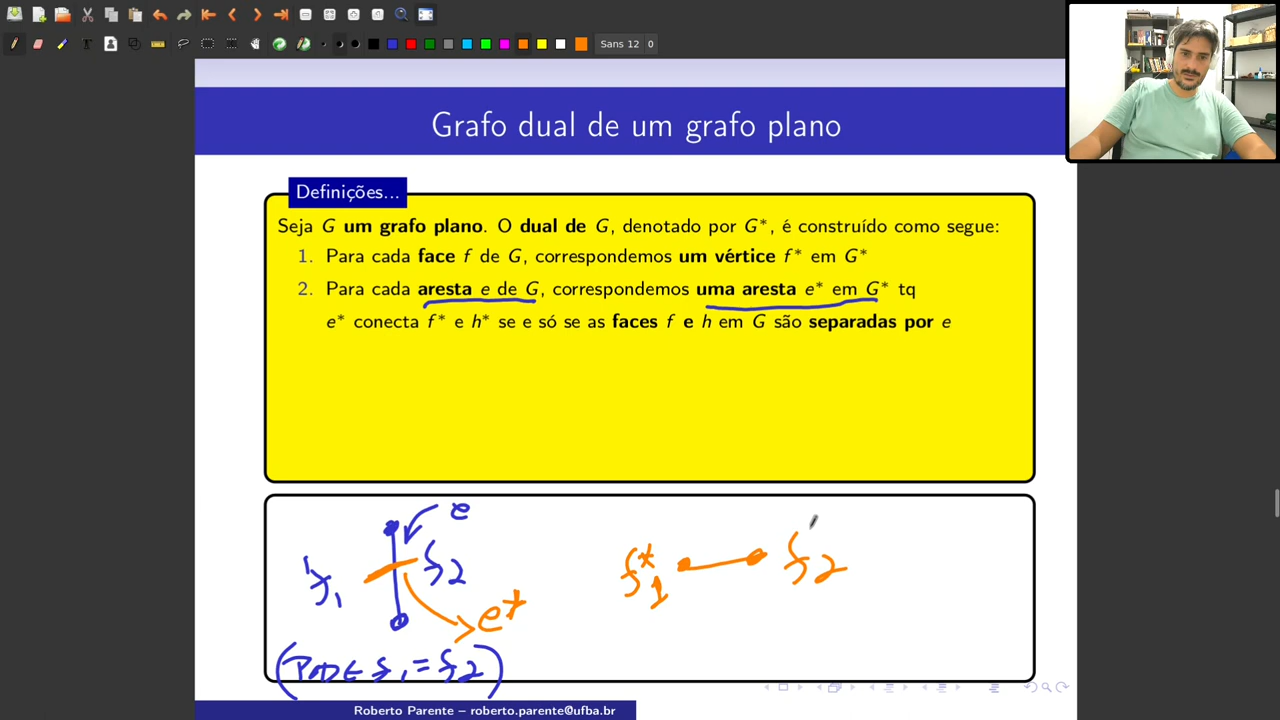 Sans 12 0
Grafo dual de um grafo plano
Definições...
Seja G um grafo plano. O dual de G, denotado por G*, é construído como segue:
1. Para cada face f de G, correspondemos um vértice f* em G*
2. Para cada aresta e de G, correspondemos uma aresta e* em G* tq
e* conecta f* e h* se e só se as faces f e h em G são separadas por e
e
f1 f2
e*
f1* f2
(PODE f1 = f2)
Roberto Parente – roberto.parente@ufba.br